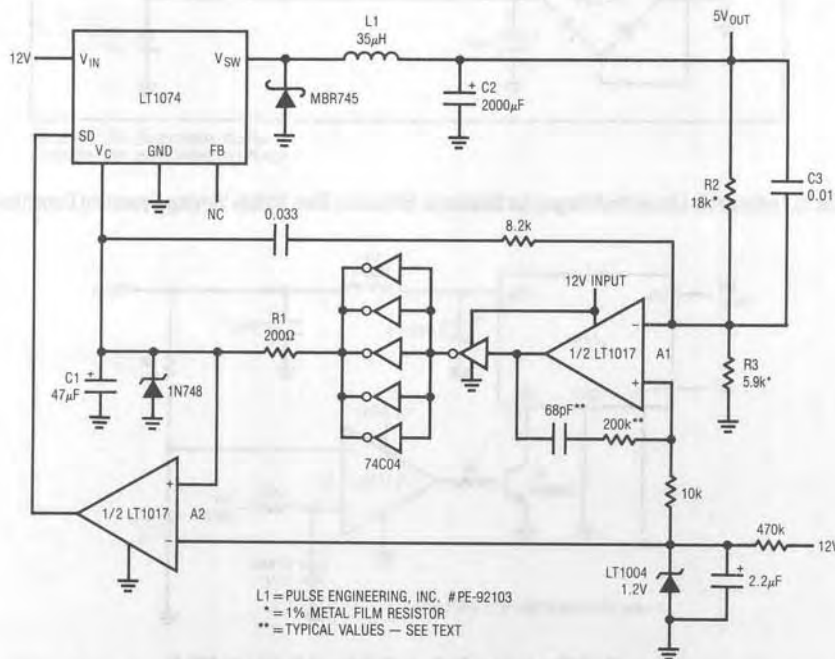 5VOUT
L1
35µH
12V
VIN
VSW
LT1074
MBR745
+
C2
2000µF
SD
VC
GND
FB
NC
R2
18k*
C3
0.01
0.033
8.2k
12V INPUT
R1
200Ω
−
1/2 LT1017
A1
+
R3
5.9k*
+
C1
47µF
1N748
68pF**
200k**
74C04
10k
+
1/2 LT1017
A2
−
470k
12V
LT1004
1.2V
+
2.2µF
L1 = PULSE ENGINEERING, INC. #PE-92103
* = 1% METAL FILM RESISTOR
** = TYPICAL VALUES — SEE TEXT